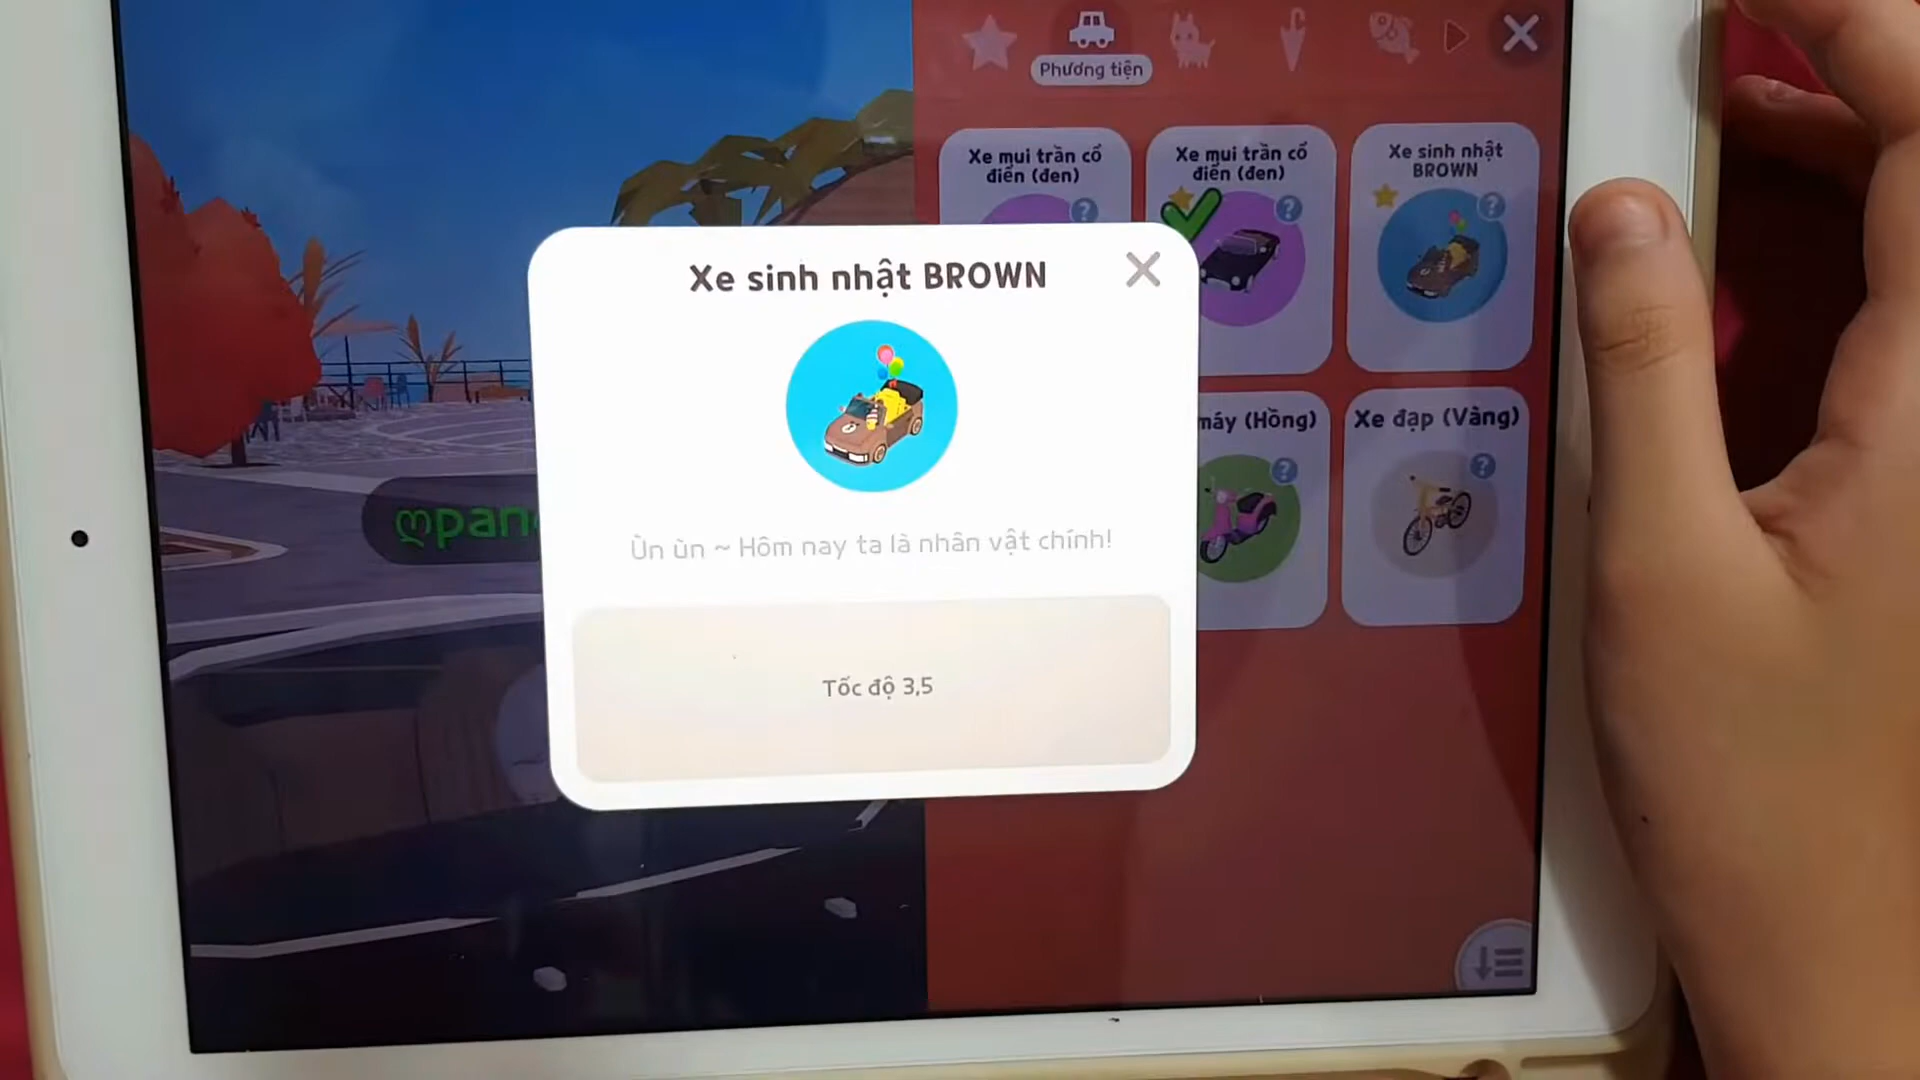 Phương tiện
Xe mui trần cổ
điển (đen)
Xe mui trần cổ
điển (đen)
Xe sinh nhật
BROWN
Xe sinh nhật BROWN
Ùn ùn ~ Hôm nay ta là nhân vật chính!
Tốc độ 3,5
máy (Hồng)
Xe đạp (Vàng)
ღpan